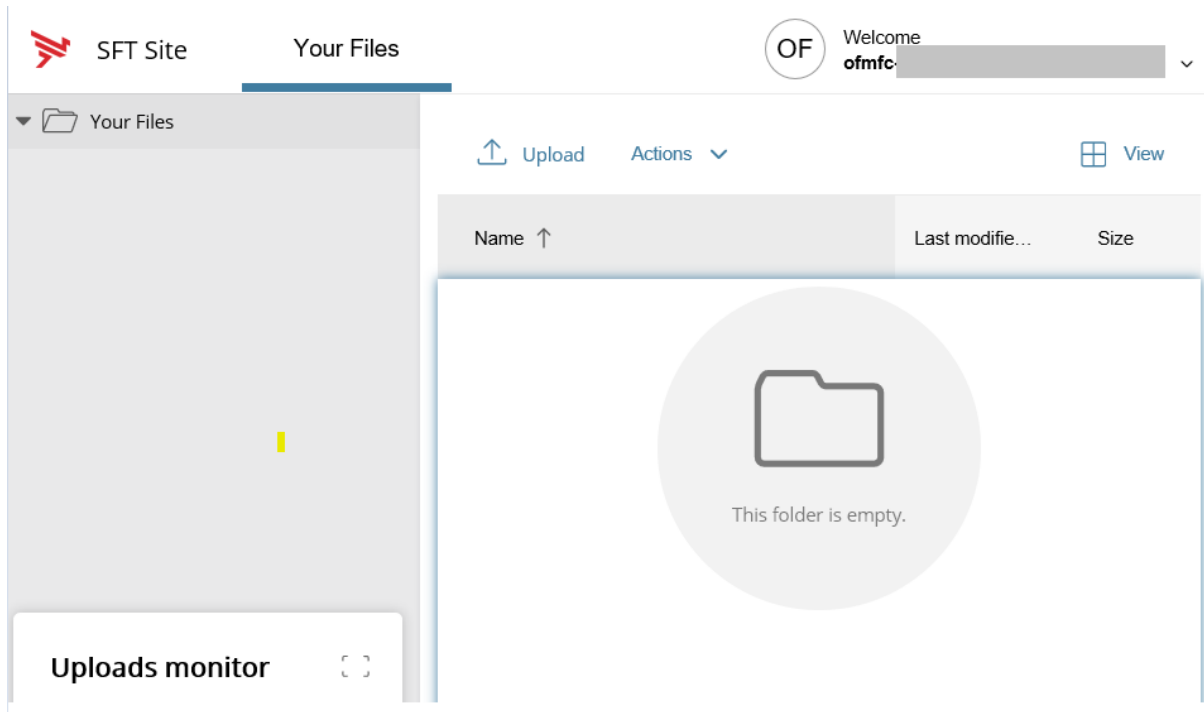 SFT Site
Your Files
OF
Welcome
ofmfc-
Your Files
Upload
Actions
View
Name
Last modifie...
Size
This folder is empty.
Uploads monitor